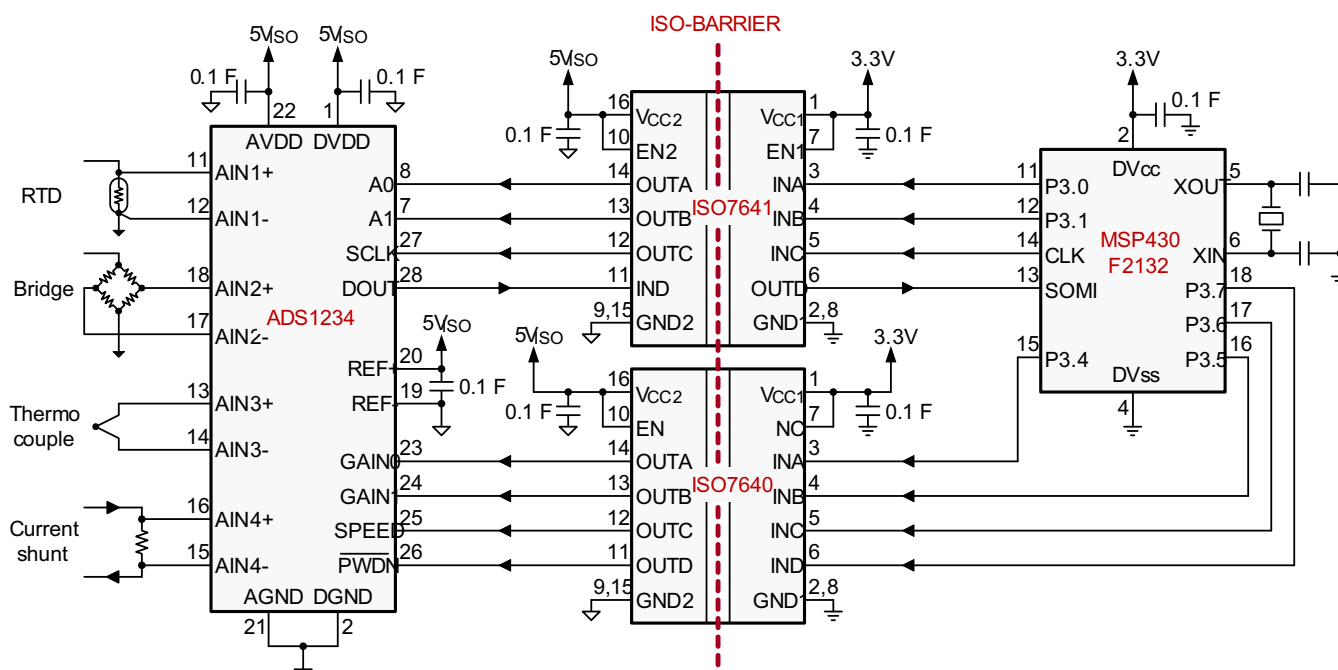 ISO-BARRIER
5VISO 5VISO 5VISO 3.3V 3.3V
0.1 F 0.1 F 0.1 F 0.1 F 0.1 F
22 1
AVDD DVDD
RTD
11 AIN1+
12 AIN1-
Bridge
18 AIN2+
17 AIN2-
Thermo
couple
13 AIN3+
14 AIN3-
Current
shunt
16 AIN4+
15 AIN4-
ADS1234
A0 8
A1 7
SCLK 27
DOUT 28
5VISO
REF+ 20
0.1 F
REF- 19
GAIN0 23
GAIN1 24
SPEED 25
PWDN 26
AGND DGND
21 2
16 VCC2
10 EN2
14 OUTA
13 OUTB
12 OUTC
11 IND
9,15 GND2
ISO7641
VCC1 1
EN1 7
INA 3
INB 4
INC 5
OUTD 6
GND1 2,8
5VISO 3.3V
0.1 F 0.1 F
16 VCC2
10 EN
14 OUTA
13 OUTB
12 OUTC
11 OUTD
9,15 GND2
ISO7640
VCC1 1
NC 7
INA 3
INB 4
INC 5
IND 6
GND1 2,8
2
DVcc
11 P3.0
12 P3.1
14 CLK
13 SOMI
15 P3.4
MSP430
F2132
XOUT 5
XIN 6
P3.7 18
P3.6 17
P3.5 16
DVss
4